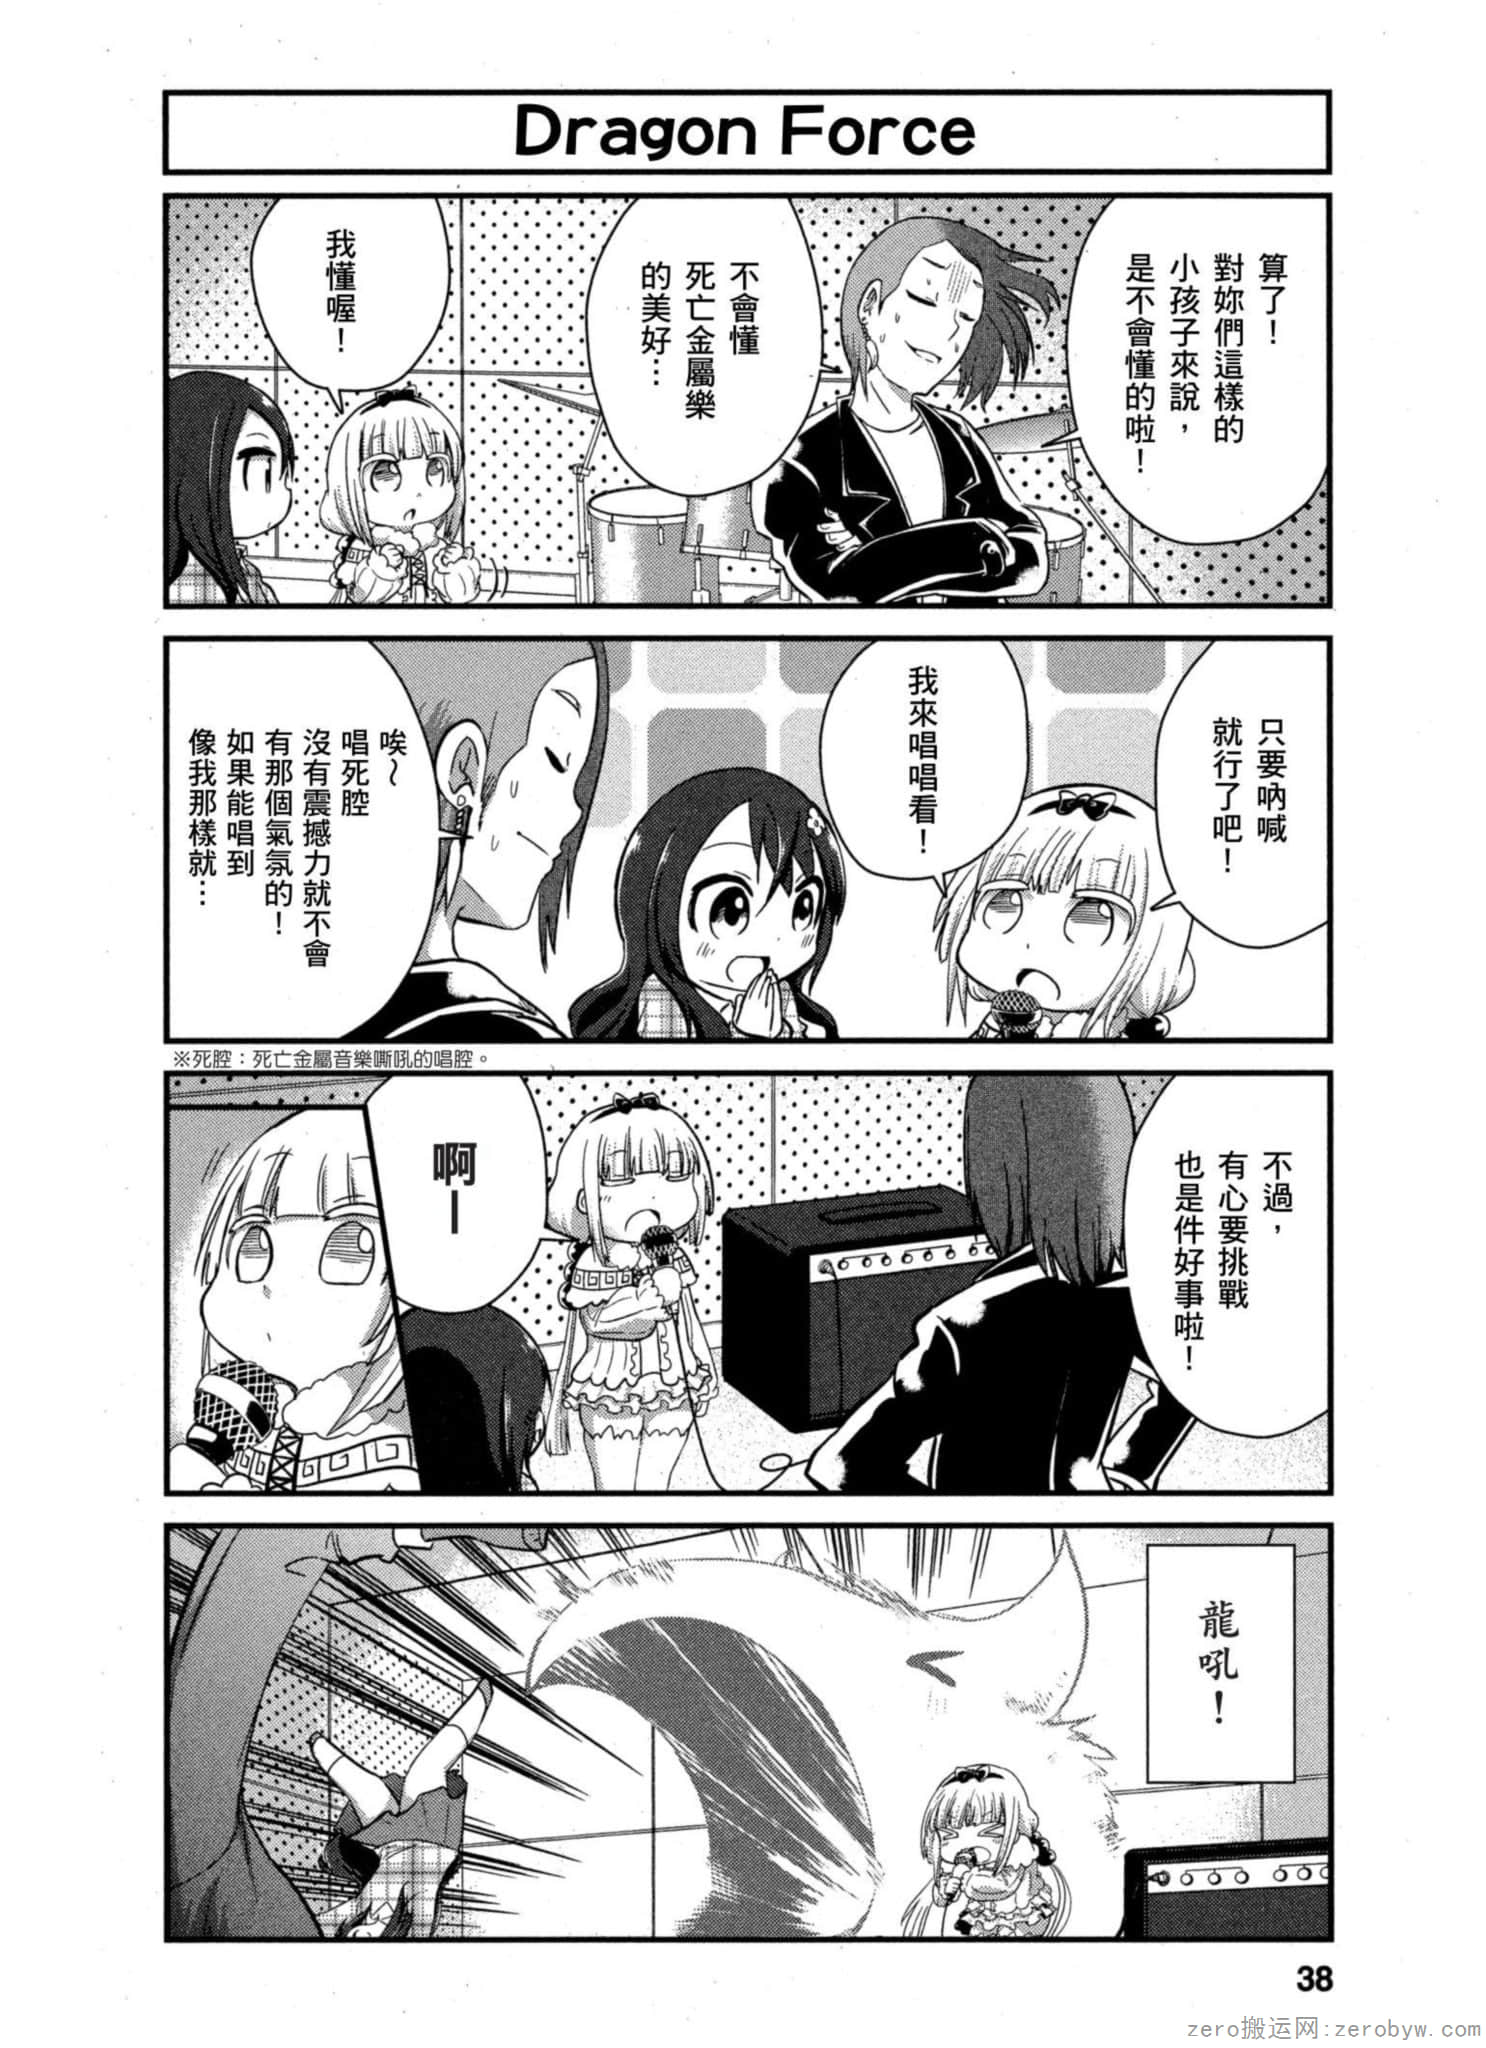 Dragon Force
算了！
對妳們這樣的
小孩子來說，
是不會懂的啦！
不會懂
死亡金屬樂
的美好…
我懂喔！
只要吶喊
就行了吧！
我來唱唱看！
唉～
唱死腔
沒有震撼力就不會
有那個氣氛的！
如果能唱到
像我那樣就…
※死腔：死亡金屬音樂嘶吼的唱腔。
不過，
有心要挑戰
也是件好事啦！
啊—
龍吼！
38
zero搬运网:zerobyw.com